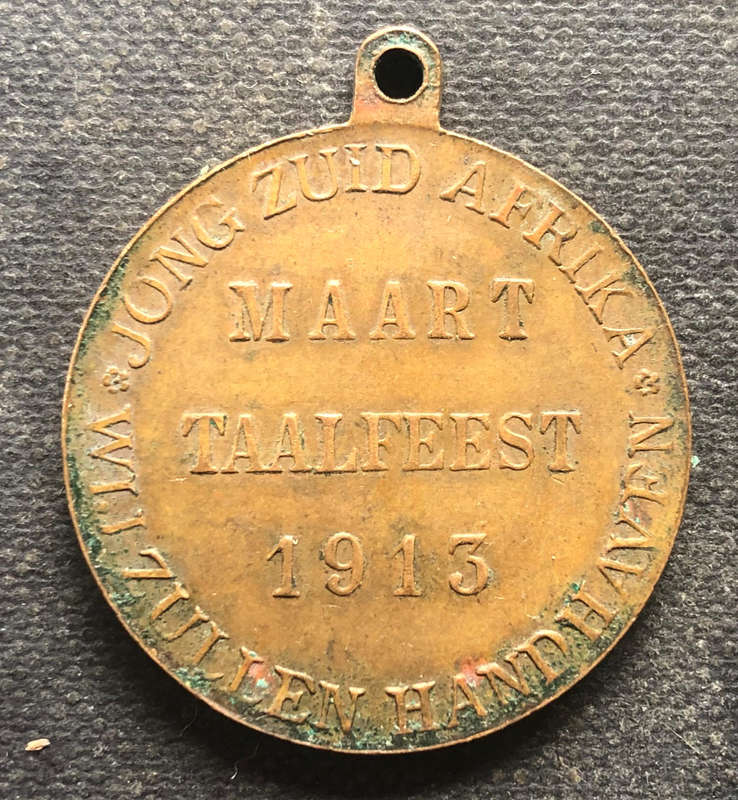 JONG ZUID AFRIKA
MAART
TAALFEEST
1913
WIJ ZULLEN HANDHAVEN